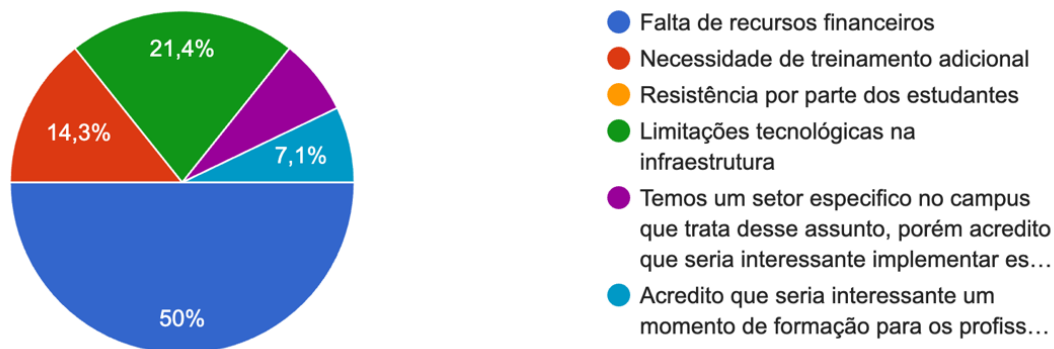 21,4%
14,3%
7,1%
50%
Falta de recursos financeiros
Necessidade de treinamento adicional
Resistência por parte dos estudantes
Limitações tecnológicas na
infraestrutura
Temos um setor especifico no campus
que trata desse assunto, porém acredito
que seria interessante implementar es…
Acredito que seria interessante um
momento de formação para os profiss…